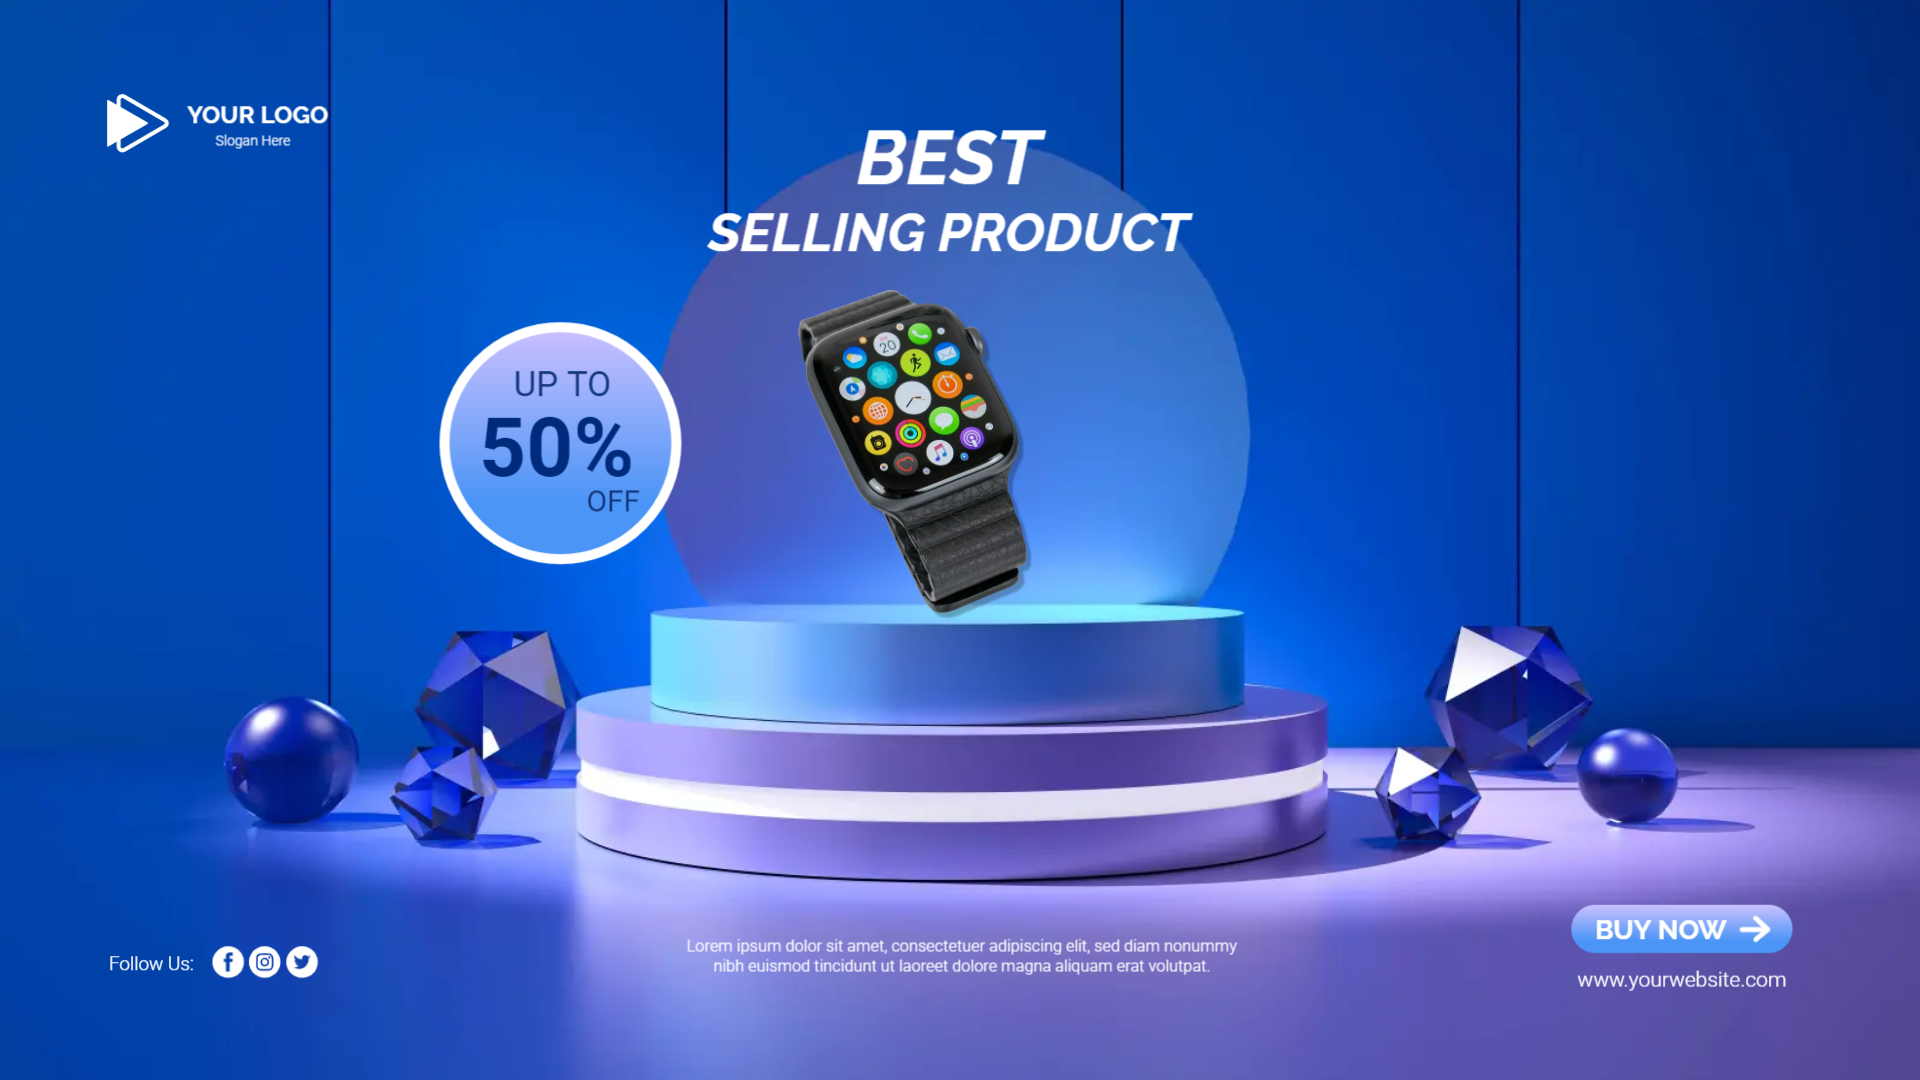 YOUR LOGO
Slogan Here
BEST
SELLING PRODUCT
20
UP TO
50%
OFF
Follow Us:
Lorem ipsum dolor sit amet, consectetuer adipiscing elit, sed diam nonummy
nibh euismod tincidunt ut laoreet dolore magna aliquam erat volutpat.
BUY NOW
www.yourwebsite.com